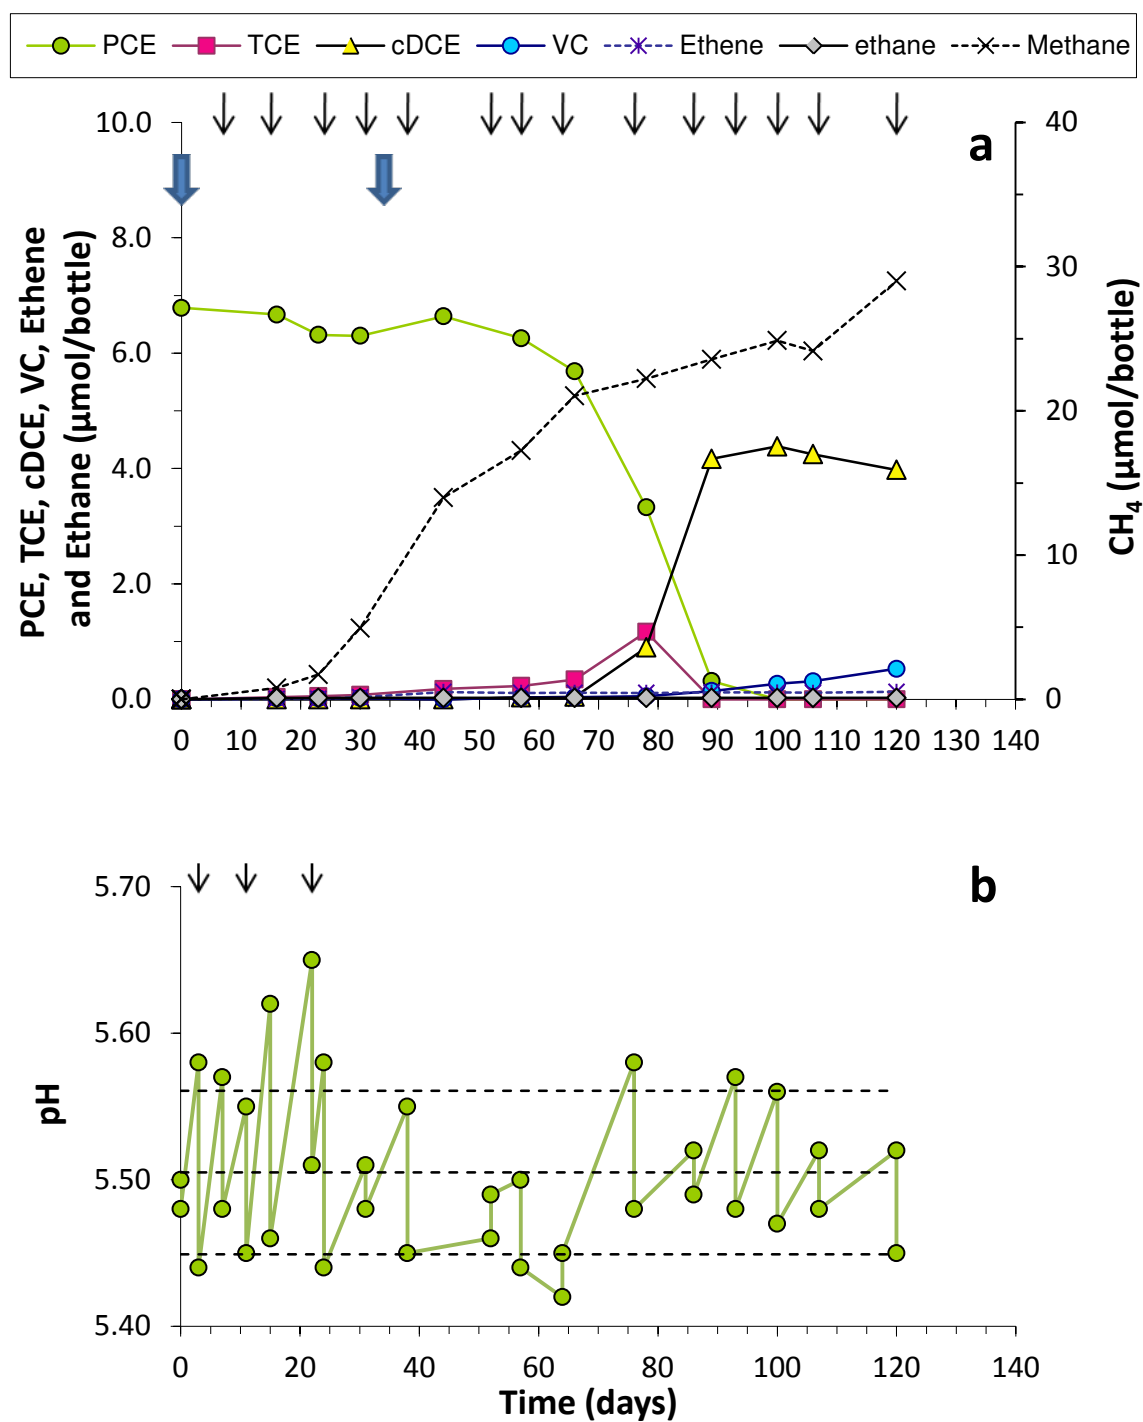 PCE TCE cDCE VC Ethene ethane Methane
a
10.0
8.0
6.0
4.0
2.0
0.0
PCE, TCE, cDCE, VC, Ethene
and Ethane (µmol/bottle)
40
30
20
10
0
CH₄ (µmol/bottle)
0 10 20 30 40 50 60 70 80 90 100 110 120 130 140
b
5.70
5.60
5.50
5.40
pH
0 20 40 60 80 100 120 140
Time (days)